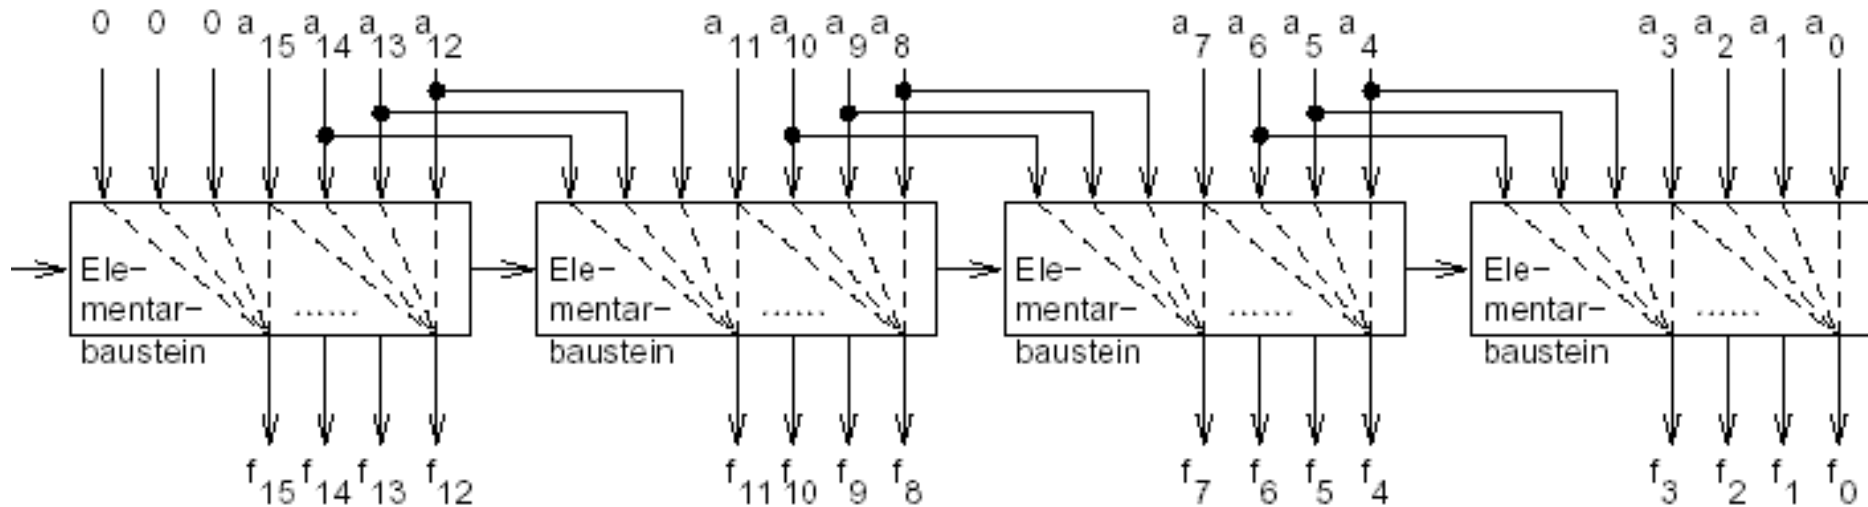 0 0 0 a15 a14 a13 a12 a11 a10 a9 a8 a7 a6 a5 a4 a3 a2 a1 a0
Ele– Ele– Ele– Ele–
mentar– mentar– mentar– mentar–
baustein baustein baustein baustein
f15 f14 f13 f12 f11 f10 f9 f8 f7 f6 f5 f4 f3 f2 f1 f0